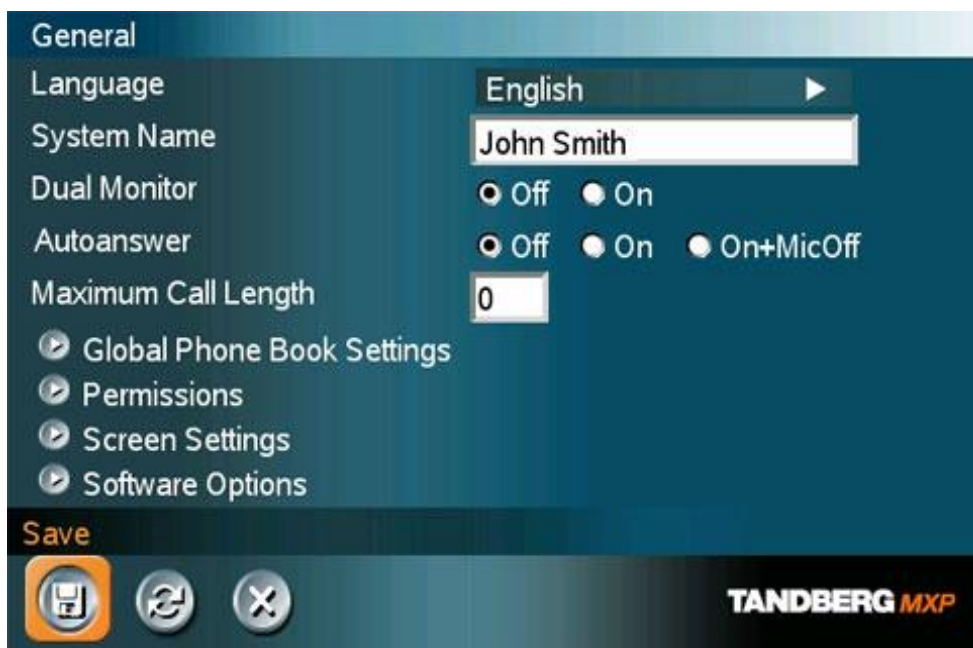 General
Language English
System Name John Smith
Dual Monitor Off On
Autoanswer Off On On+MicOff
Maximum Call Length 0
Global Phone Book Settings
Permissions
Screen Settings
Software Options
Save
TANDBERG MXP